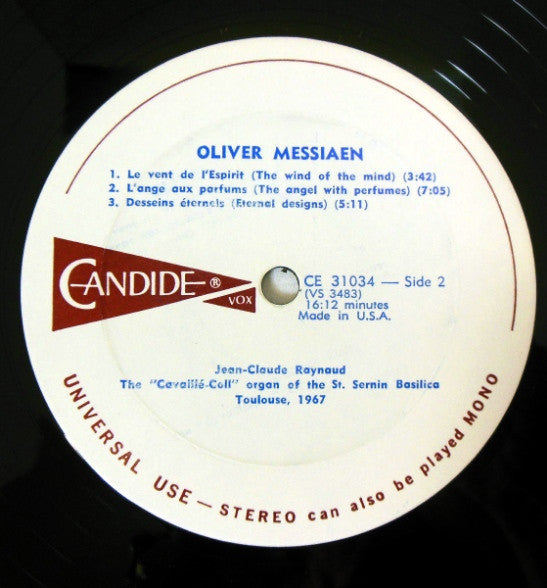 OLIVER MESSIAEN
1. Le vent de l'Espirit (The wind of the mind) (3:42)
2. L'ange aux parfums (The angel with perfumes) (7:05)
3. Desseins éternels (Eternal designs) (5:11)
CANDIDE ®
VOX
CE 31034 — Side 2
(VS 3483)
16:12 minutes
Made in U.S.A.
Jean-Claude Raynaud
The "Cavaillé-Coll" organ of the St. Sernin Basilica
Toulouse, 1967
UNIVERSAL USE — STEREO can also be played MONO